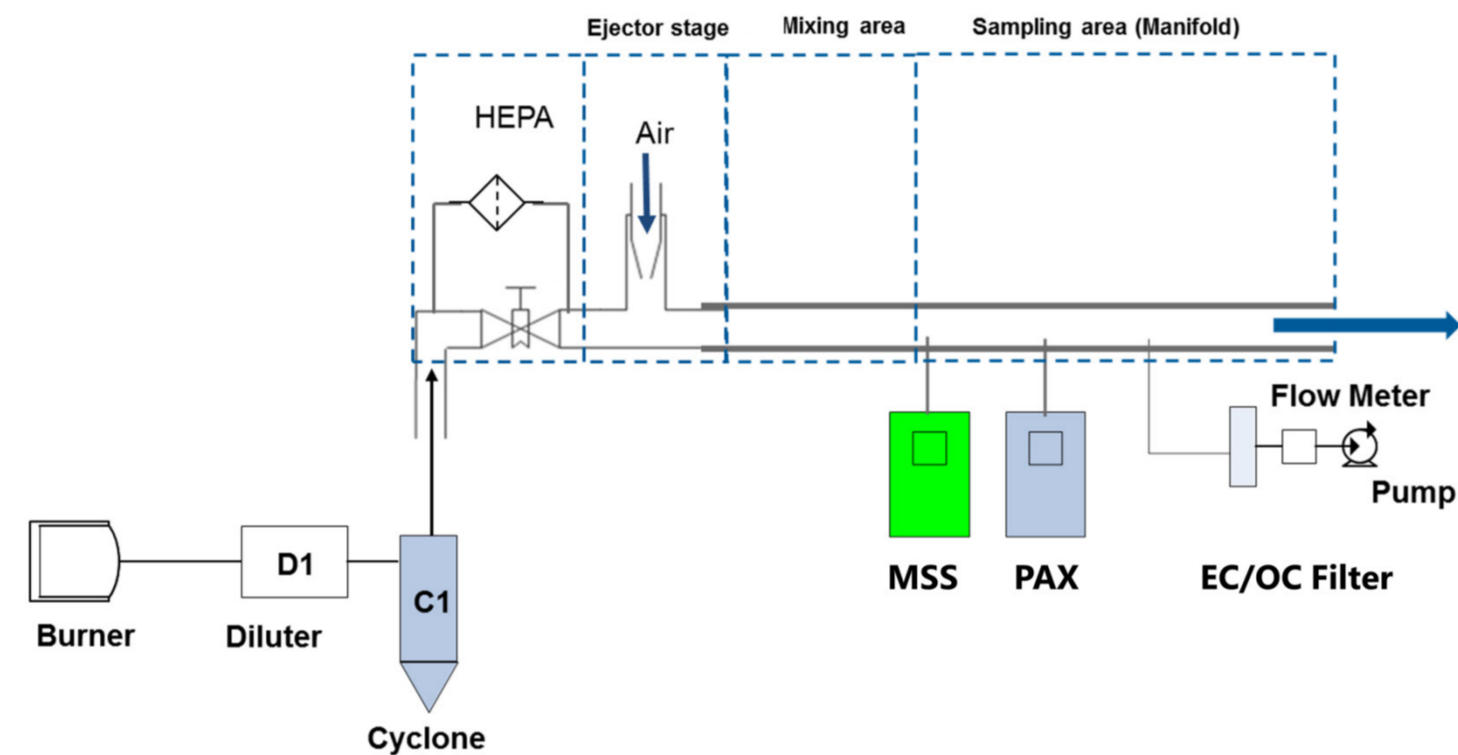 Ejector stage
Mixing area
Sampling area (Manifold)
HEPA
Air
Flow Meter
Pump
MSS
PAX
EC/OC Filter
D1
C1
Burner
Diluter
Cyclone